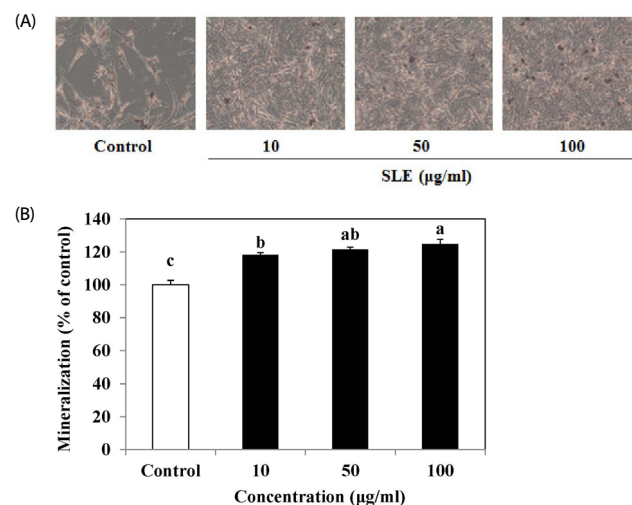 (A)
Control 10 50 100
SLE (μg/ml)
(B)
Mineralization (% of control)
140
120
100
80
60
40
20
0
c b ab a
Control 10 50 100
Concentration (μg/ml)